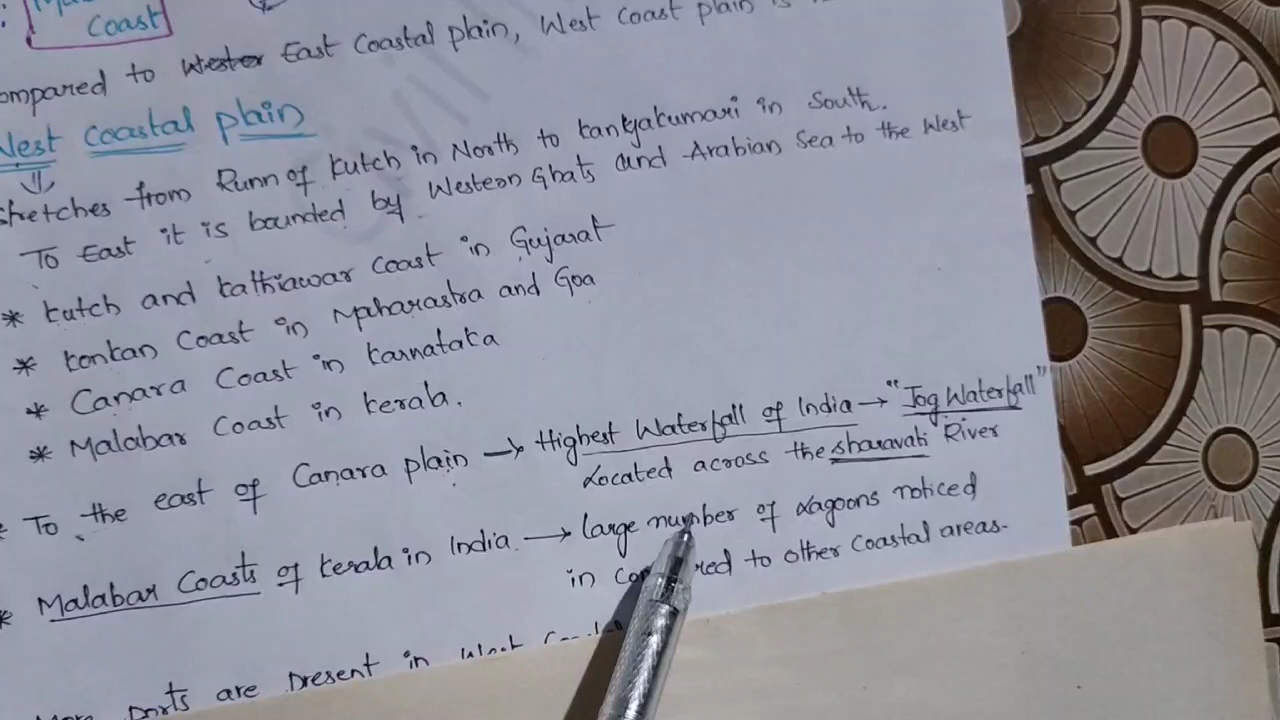 Coast
compared to Wester East Coastal plain, West Coast plain is
West Coastal plain
Stretches from Runn of Kutch in North to Kanyakumari in South.
To East it is bounded by Western Ghats and Arabian Sea to the West
* Kutch and Kathiawar Coast in Gujarat
* Konkan Coast in Maharastra and Goa
* Canara Coast in Karnataka
* Malabar Coast in Kerala.
To the east of Canara plain → Highest Waterfall of India → "Jog Waterfall"
Located across the sharavati River
* Malabar Coasts of Kerala in India → large number of Lagoons noticed
in compared to other Coastal areas.
ports are present in West